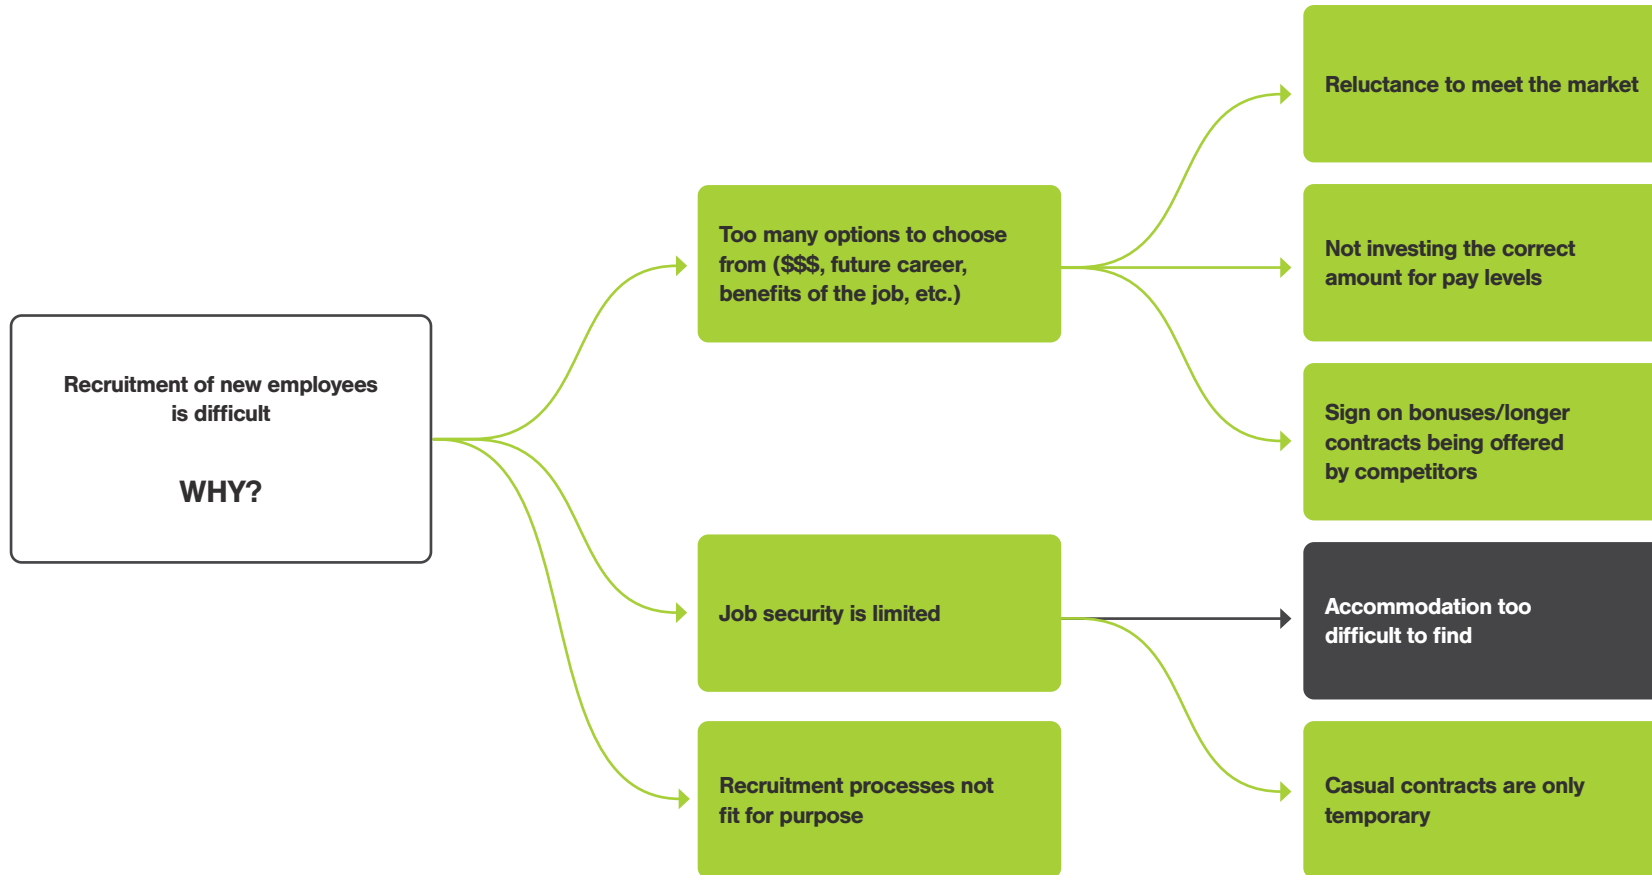 Recruitment of new employees
is difficult
WHY?
Too many options to choose
from ($$$, future career,
benefits of the job, etc.)
Job security is limited
Recruitment processes not
fit for purpose
Reluctance to meet the market
Not investing the correct
amount for pay levels
Sign on bonuses/longer
contracts being offered
by competitors
Accommodation too
difficult to find
Casual contracts are only
temporary